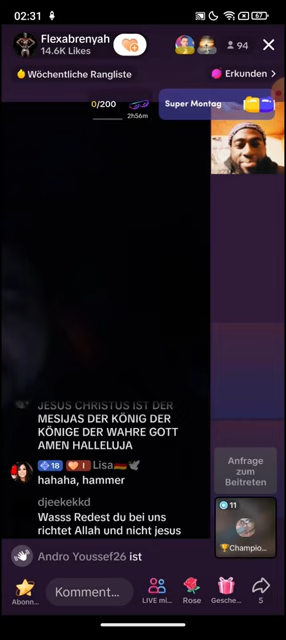 02:31
67
Flexabrenyah
14.6K Likes
94
Wöchentliche Rangliste
Erkunden >
0/200
2h56m
Super Montag
JESUS CHRISTUS IST DER
MESIJAS DER KÖNIG DER
KÖNIGE DER WAHRE GOTT
AMEN HALLELUJA
18 I Lisa
hahaha, hammer
djeekekkd
Wasss Redest du bei uns
richtet Allah und nicht jesus
Anfrage
zum
Beitreten
11
Champio...
Andro Youssef26 ist
Abonn...
Komment...
LIVE mi...
Rose
Gesche...
5